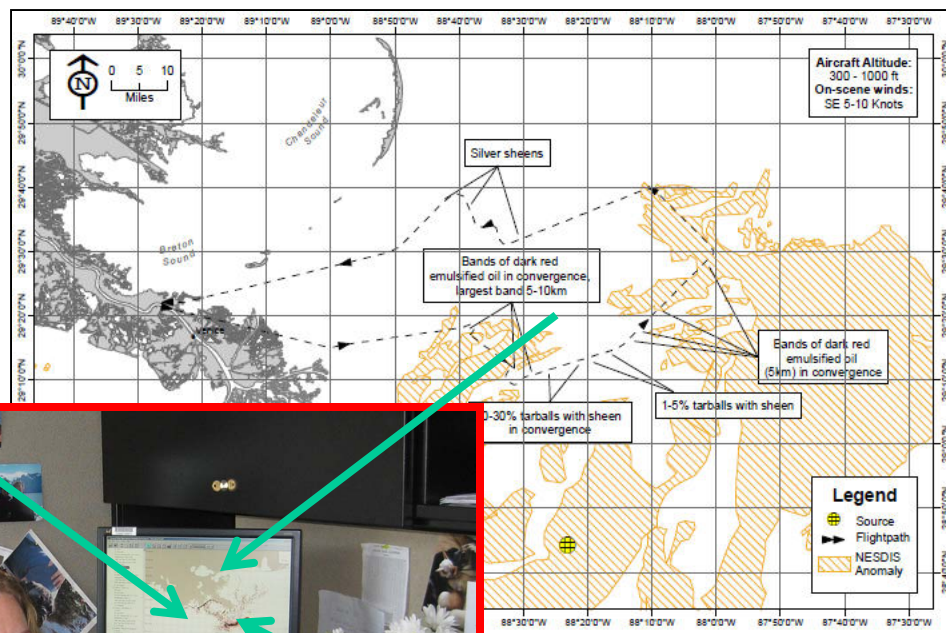 89°30'0"W 89°20'0"W 89°10'0"W 89°0'0"W 88°50'0"W 88°40'0"W 88°30'0"W 88°20'0"W 88°10'0"W 88°0'0"W 87°50'0"W 87°40'0"W 87°30'0"W
30°0'0"N
29°50'0"N
29°40'0"N
29°30'0"N
29°20'0"N
29°10'0"N
N
0 5 10
Miles
Chandeleur
Sound
Aircraft Altitude:
300 - 1000 ft
On-scene winds:
SE 5-10 Knots
Silver sheens
Breton
Sound
Bands of dark red
emulsified oil in convergence,
largest band 5-10km
Venice
Bands of dark red
emulsified oil
(5km) in convergence
0-30% tarballs with sheen
in convergence
1-5% tarballs with sheen
Legend
Source
Flightpath
NESDIS
Anomaly
88°30'0"W 88°20'0"W 88°10'0"W 88°0'0"W 87°50'0"W 87°40'0"W 87°30'0"W